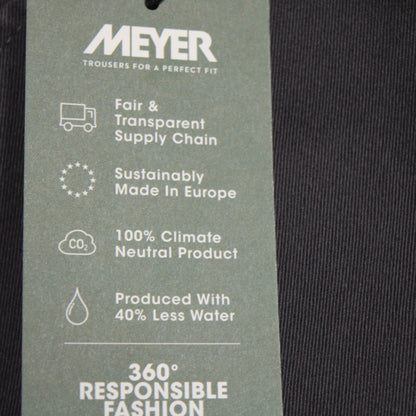 MEYER
TROUSERS FOR A PERFECT FIT
Fair &
Transparent
Supply Chain
Sustainably
Made In Europe
CO2
100% Climate
Neutral Product
Produced With
40% Less Water
360°
RESPONSIBLE
FASHION